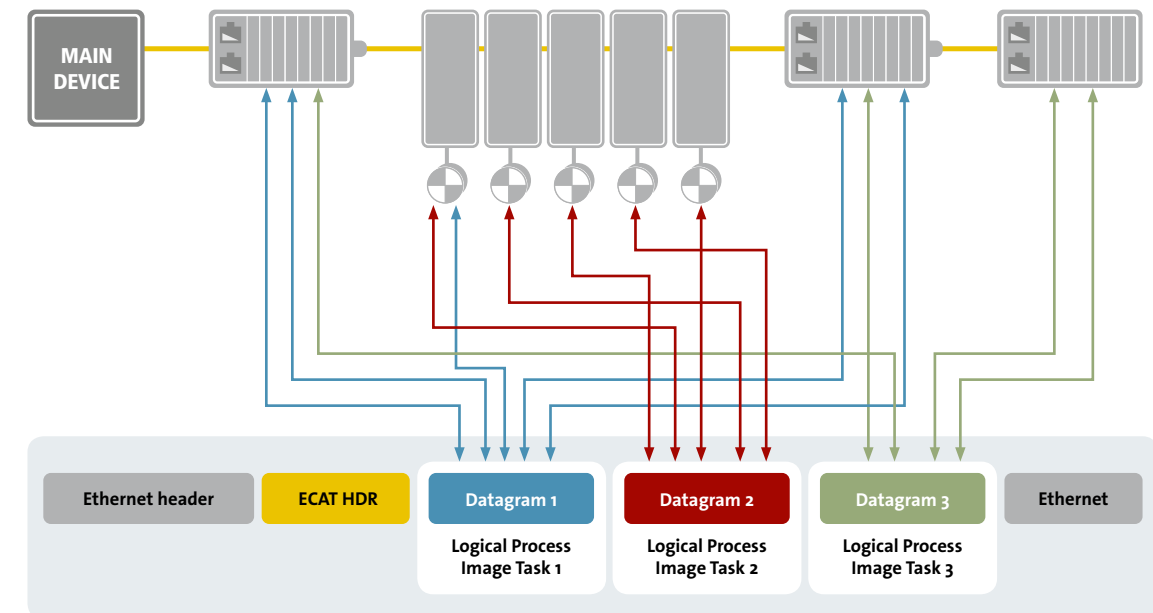 MAIN
DEVICE
Ethernet header
ECAT HDR
Datagram 1
Datagram 2
Datagram 3
Ethernet
Logical Process
Image Task 1
Logical Process
Image Task 2
Logical Process
Image Task 3